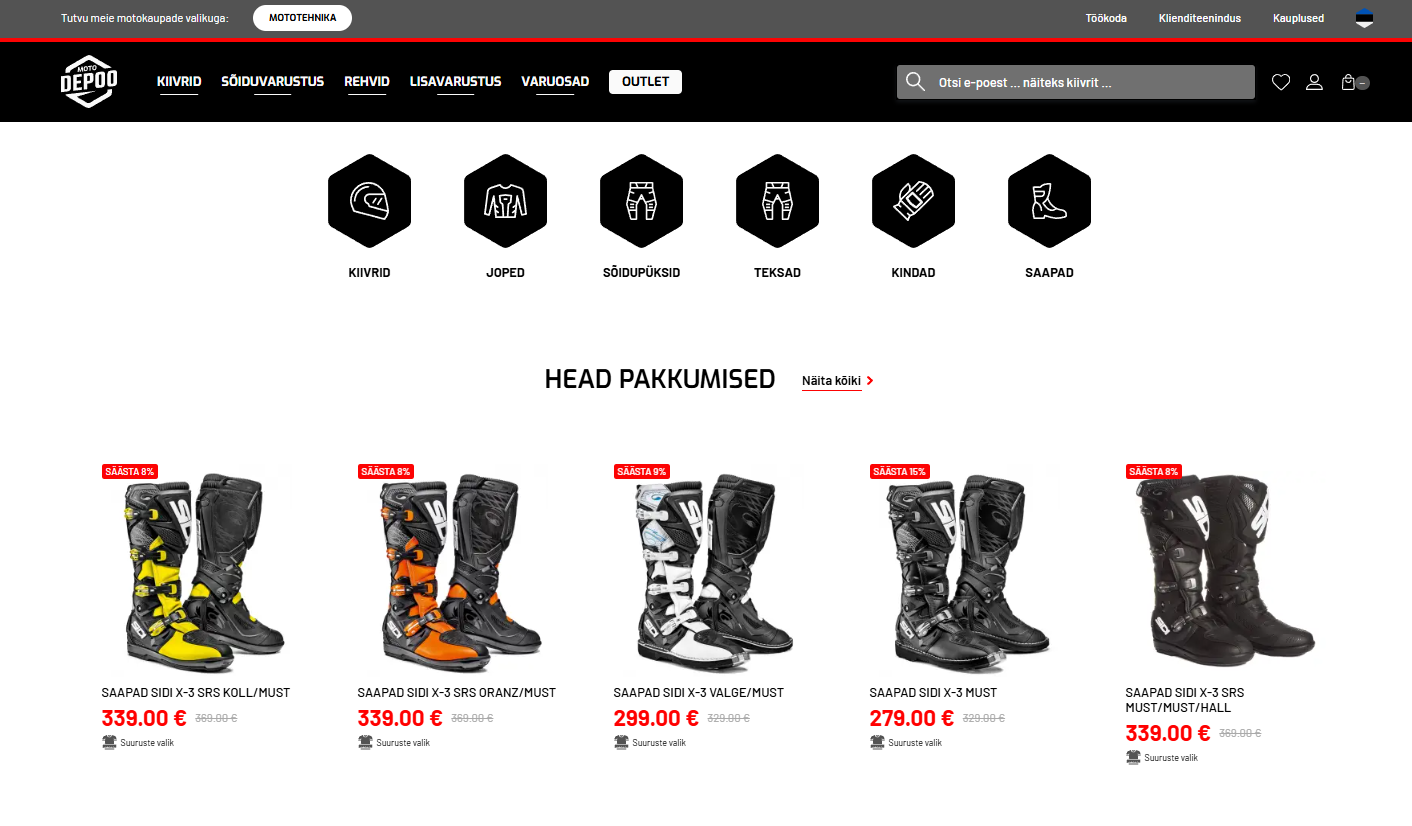 Tutvu meie motokaupade valikuga:
MOTOTEHNIKA
Töökoda
Klienditeenindus
Kauplused
MOTO
DEPOO
KIIVRID
SÕIDUVARUSTUS
REHVID
LISAVARUSTUS
VARUOSAD
OUTLET
Otsi e-poest ... näiteks kiivrit ...
–
KIIVRID
JOPED
SÕIDUPÜKSID
TEKSAD
KINDAD
SAAPAD
HEAD PAKKUMISED
Näita kõiki
SÄÄSTA 8%
SAAPAD SIDI X-3 SRS KOLL/MUST
339.00 € 369.00 €
Suuruste valik
SÄÄSTA 8%
SAAPAD SIDI X-3 SRS ORANZ/MUST
339.00 € 369.00 €
Suuruste valik
SÄÄSTA 9%
SAAPAD SIDI X-3 VALGE/MUST
299.00 € 329.00 €
Suuruste valik
SÄÄSTA 15%
SAAPAD SIDI X-3 MUST
279.00 € 329.00 €
Suuruste valik
SÄÄSTA 8%
SAAPAD SIDI X-3 SRS
MUST/MUST/HALL
339.00 € 369.00 €
Suuruste valik